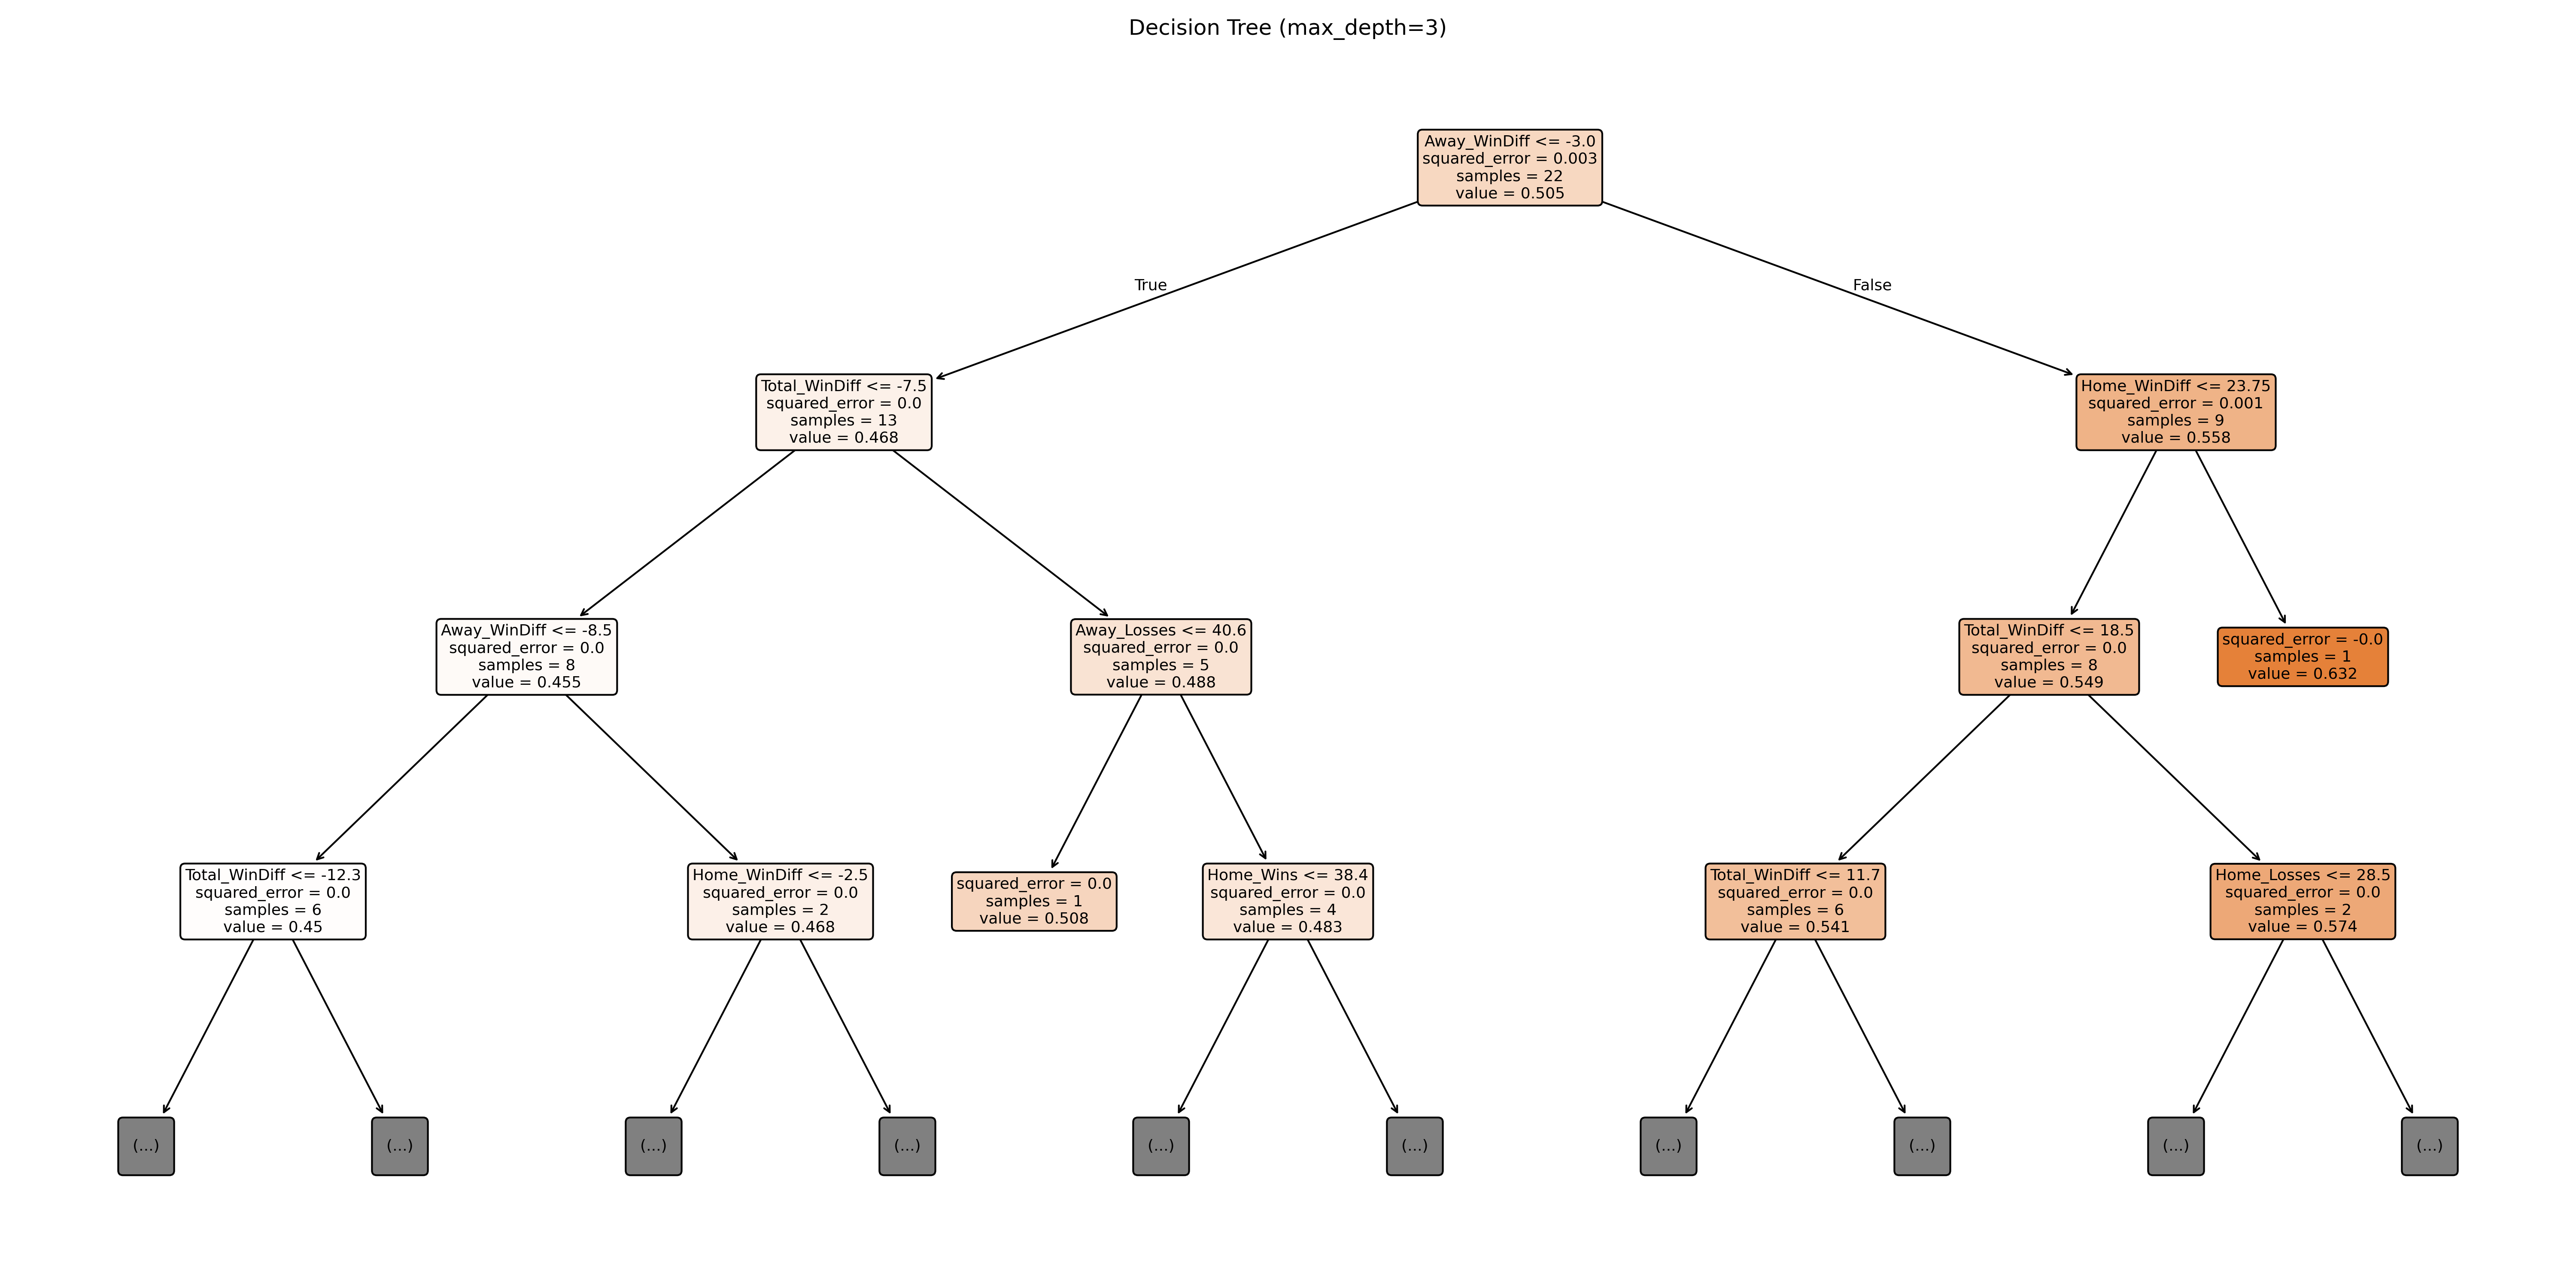 Decision Tree (max_depth=3)
Away_WinDiff <= -3.0
squared_error = 0.003
samples = 22
value = 0.505
True
False
Total_WinDiff <= -7.5
squared_error = 0.0
samples = 13
value = 0.468
Home_WinDiff <= 23.75
squared_error = 0.001
samples = 9
value = 0.558
Away_WinDiff <= -8.5
squared_error = 0.0
samples = 8
value = 0.455
Away_Losses <= 40.6
squared_error = 0.0
samples = 5
value = 0.488
Total_WinDiff <= 18.5
squared_error = 0.0
samples = 8
value = 0.549
squared_error = -0.0
samples = 1
value = 0.632
Total_WinDiff <= -12.3
squared_error = 0.0
samples = 6
value = 0.45
Home_WinDiff <= -2.5
squared_error = 0.0
samples = 2
value = 0.468
squared_error = 0.0
samples = 1
value = 0.508
Home_Wins <= 38.4
squared_error = 0.0
samples = 4
value = 0.483
Total_WinDiff <= 11.7
squared_error = 0.0
samples = 6
value = 0.541
Home_Losses <= 28.5
squared_error = 0.0
samples = 2
value = 0.574
(...)
(...)
(...)
(...)
(...)
(...)
(...)
(...)
(...)
(...)